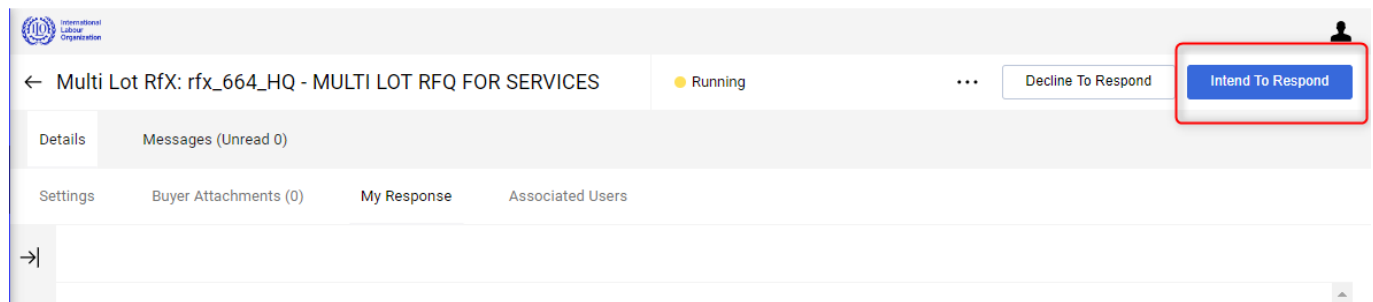 International
Labour
Organization
← Multi Lot RfX: rfx_664_HQ - MULTI LOT RFQ FOR SERVICES Running ... Decline To Respond Intend To Respond
Details Messages (Unread 0)
Settings Buyer Attachments (0) My Response Associated Users